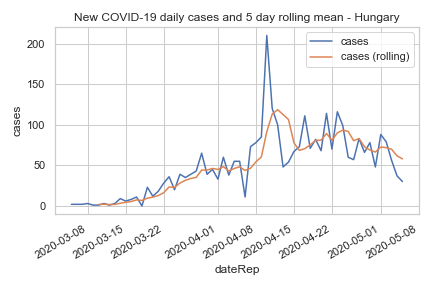 New COVID-19 daily cases and 5 day rolling mean - Hungary
cases
cases (rolling)
200
150
100
50
0
cases
2020-03-08
2020-03-15
2020-03-22
2020-04-01
2020-04-08
2020-04-15
2020-04-22
2020-05-01
2020-05-08
dateRep